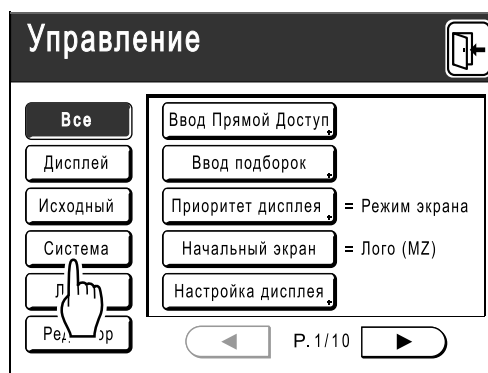 Управление
Все
Дисплей
Исходный
Система
Ввод Прямой Доступ
Ввод подборок
Приоритет дисплея = Режим экрана
Начальный экран = Лого (MZ)
Настройка дисплея
P. 1/10